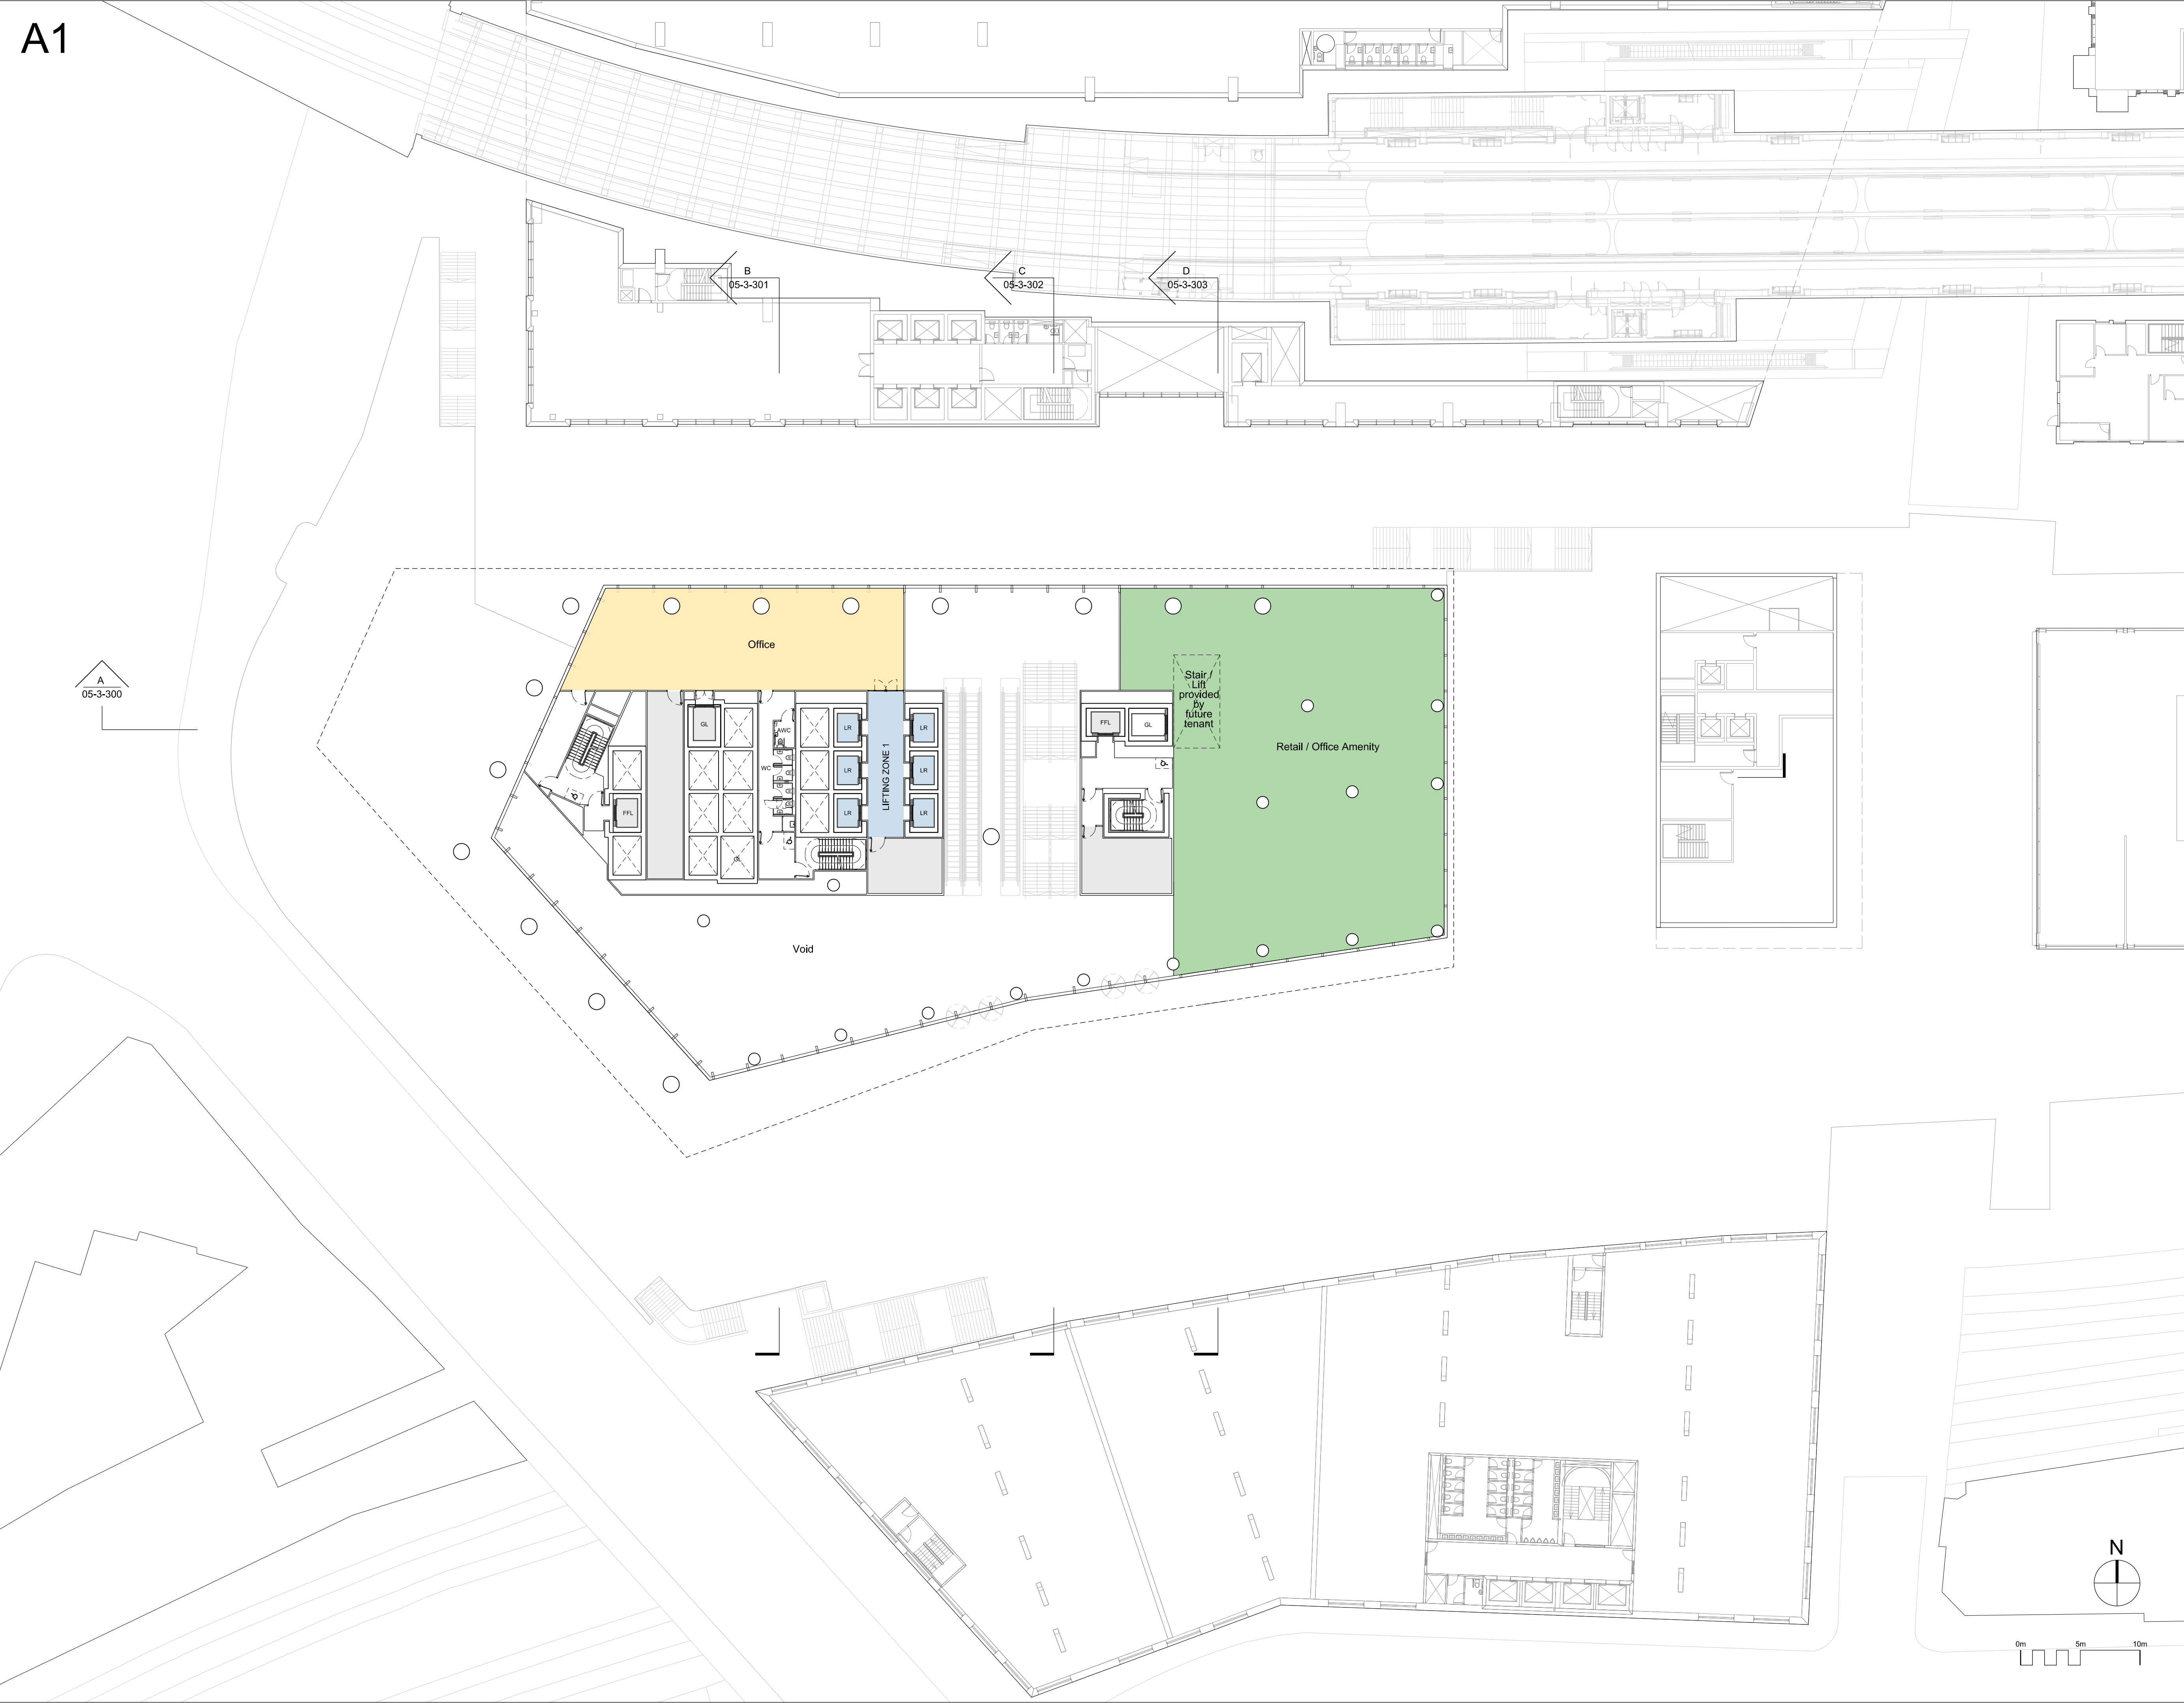 A1
B
05-3-301
C
05-3-302
D
05-3-303
A
05-3-300
Office
Stair /
Lift
provided
by
future
tenant
Retail / Office Amenity
GL
AWC
WC
LR
LR
LR
LIFTING ZONE 1
LR
LR
LR
FFL
FFL
GL
GL
Void
N
0m
5m
10m